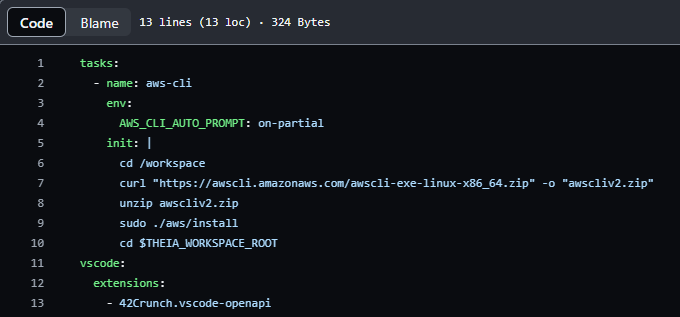 Code Blame 13 lines (13 loc) · 324 Bytes
1 tasks:
2 - name: aws-cli
3 env:
4 AWS_CLI_AUTO_PROMPT: on-partial
5 init: |
6 cd /workspace
7 curl "https://awscli.amazonaws.com/awscli-exe-linux-x86_64.zip" -o "awscliv2.zip"
8 unzip awscliv2.zip
9 sudo ./aws/install
10 cd $THEIA_WORKSPACE_ROOT
11 vscode:
12 extensions:
13 - 42Crunch.vscode-openapi